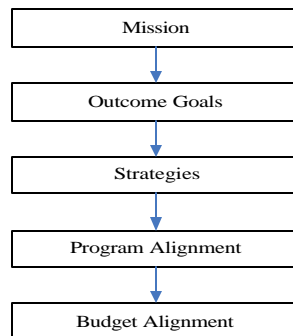 Mission
Outcome Goals
Strategies
Program Alignment
Budget Alignment